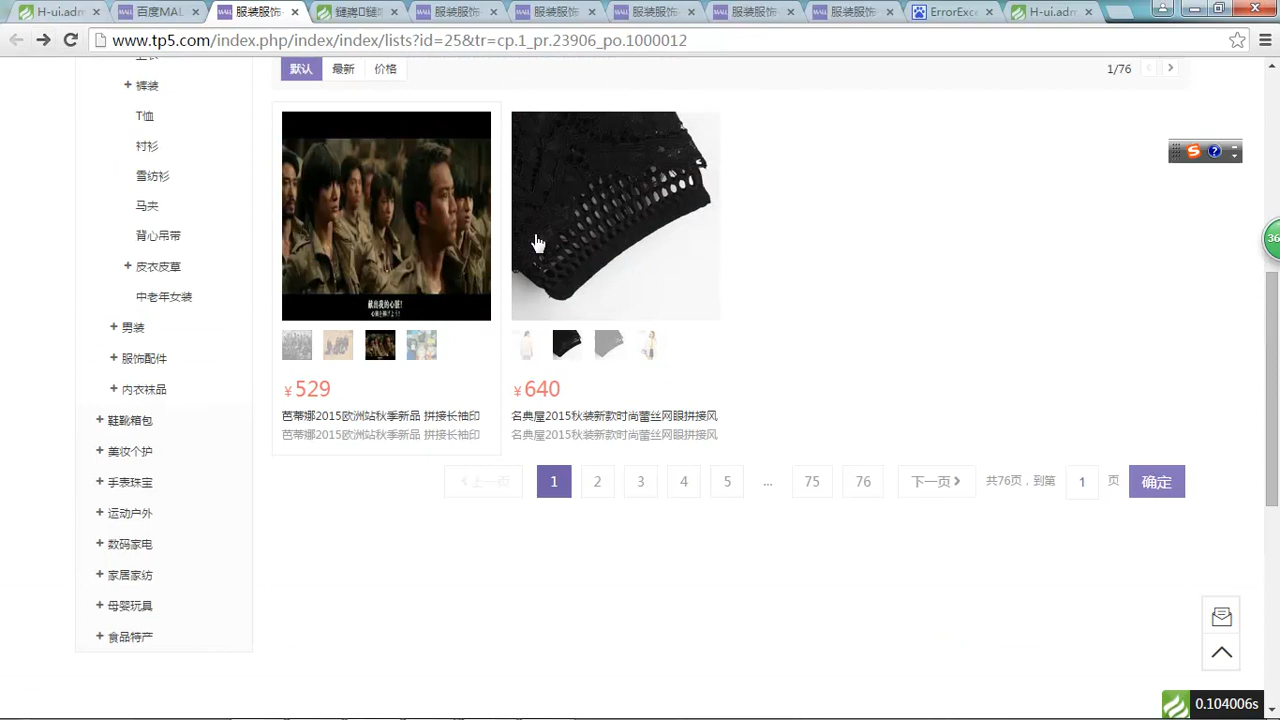 H-ui.adm
百度MAL
服装服饰
服装服饰
服装服饰
服装服饰
服装服饰
服装服饰
ErrorExce
H-ui.adm
www.tp5.com/index.php/index/index/lists?id=25&tr=cp.1_pr.23906_po.1000012
默认 最新 价格
1/76
裤装
T恤
衬衫
雪纺衫
马夹
背心吊带
皮衣皮草
中老年女装
男装
服饰配件
内衣袜品
鞋靴箱包
美妆个护
手表珠宝
运动户外
数码家电
家居家纺
母婴玩具
食品特产
献出我的心脏!
¥529
芭蒂娜2015欧洲站秋季新品 拼接长袖印
芭蒂娜2015欧洲站秋季新品 拼接长袖印
¥640
名典屋2015秋装新款时尚蕾丝网眼拼接风
名典屋2015秋装新款时尚蕾丝网眼拼接风
上一页 1 2 3 4 5 ... 75 76 下一页 共76页，到第 1 页 确定
36
0.104006s